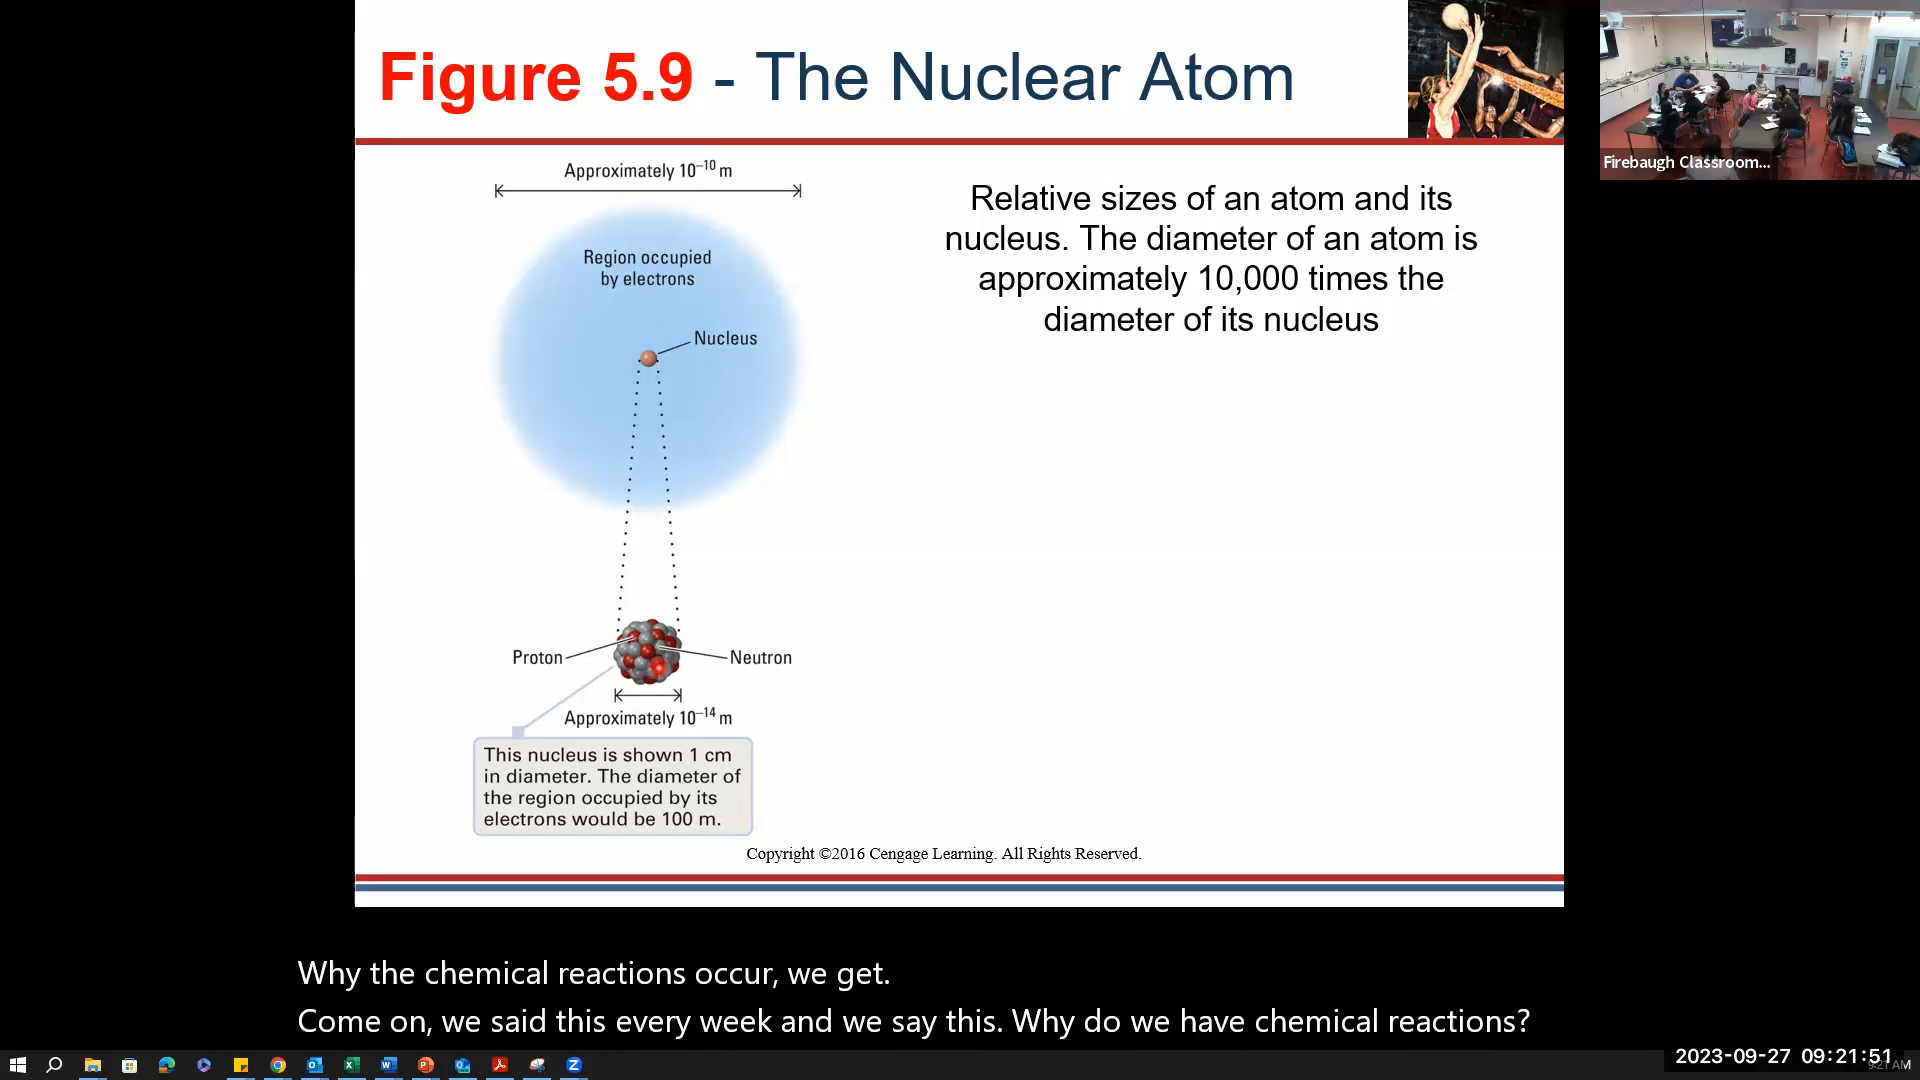 Figure 5.9 - The Nuclear Atom
Approximately 10⁻¹⁰ m
Region occupied
by electrons
Nucleus
Proton
Neutron
Approximately 10⁻¹⁴ m
This nucleus is shown 1 cm
in diameter. The diameter of
the region occupied by its
electrons would be 100 m.
Relative sizes of an atom and its
nucleus. The diameter of an atom is
approximately 10,000 times the
diameter of its nucleus
Copyright ©2016 Cengage Learning. All Rights Reserved.
Firebaugh Classroom...
Why the chemical reactions occur, we get.
Come on, we said this every week and we say this. Why do we have chemical reactions?
2023-09-27 09:21:51
9:21 AM